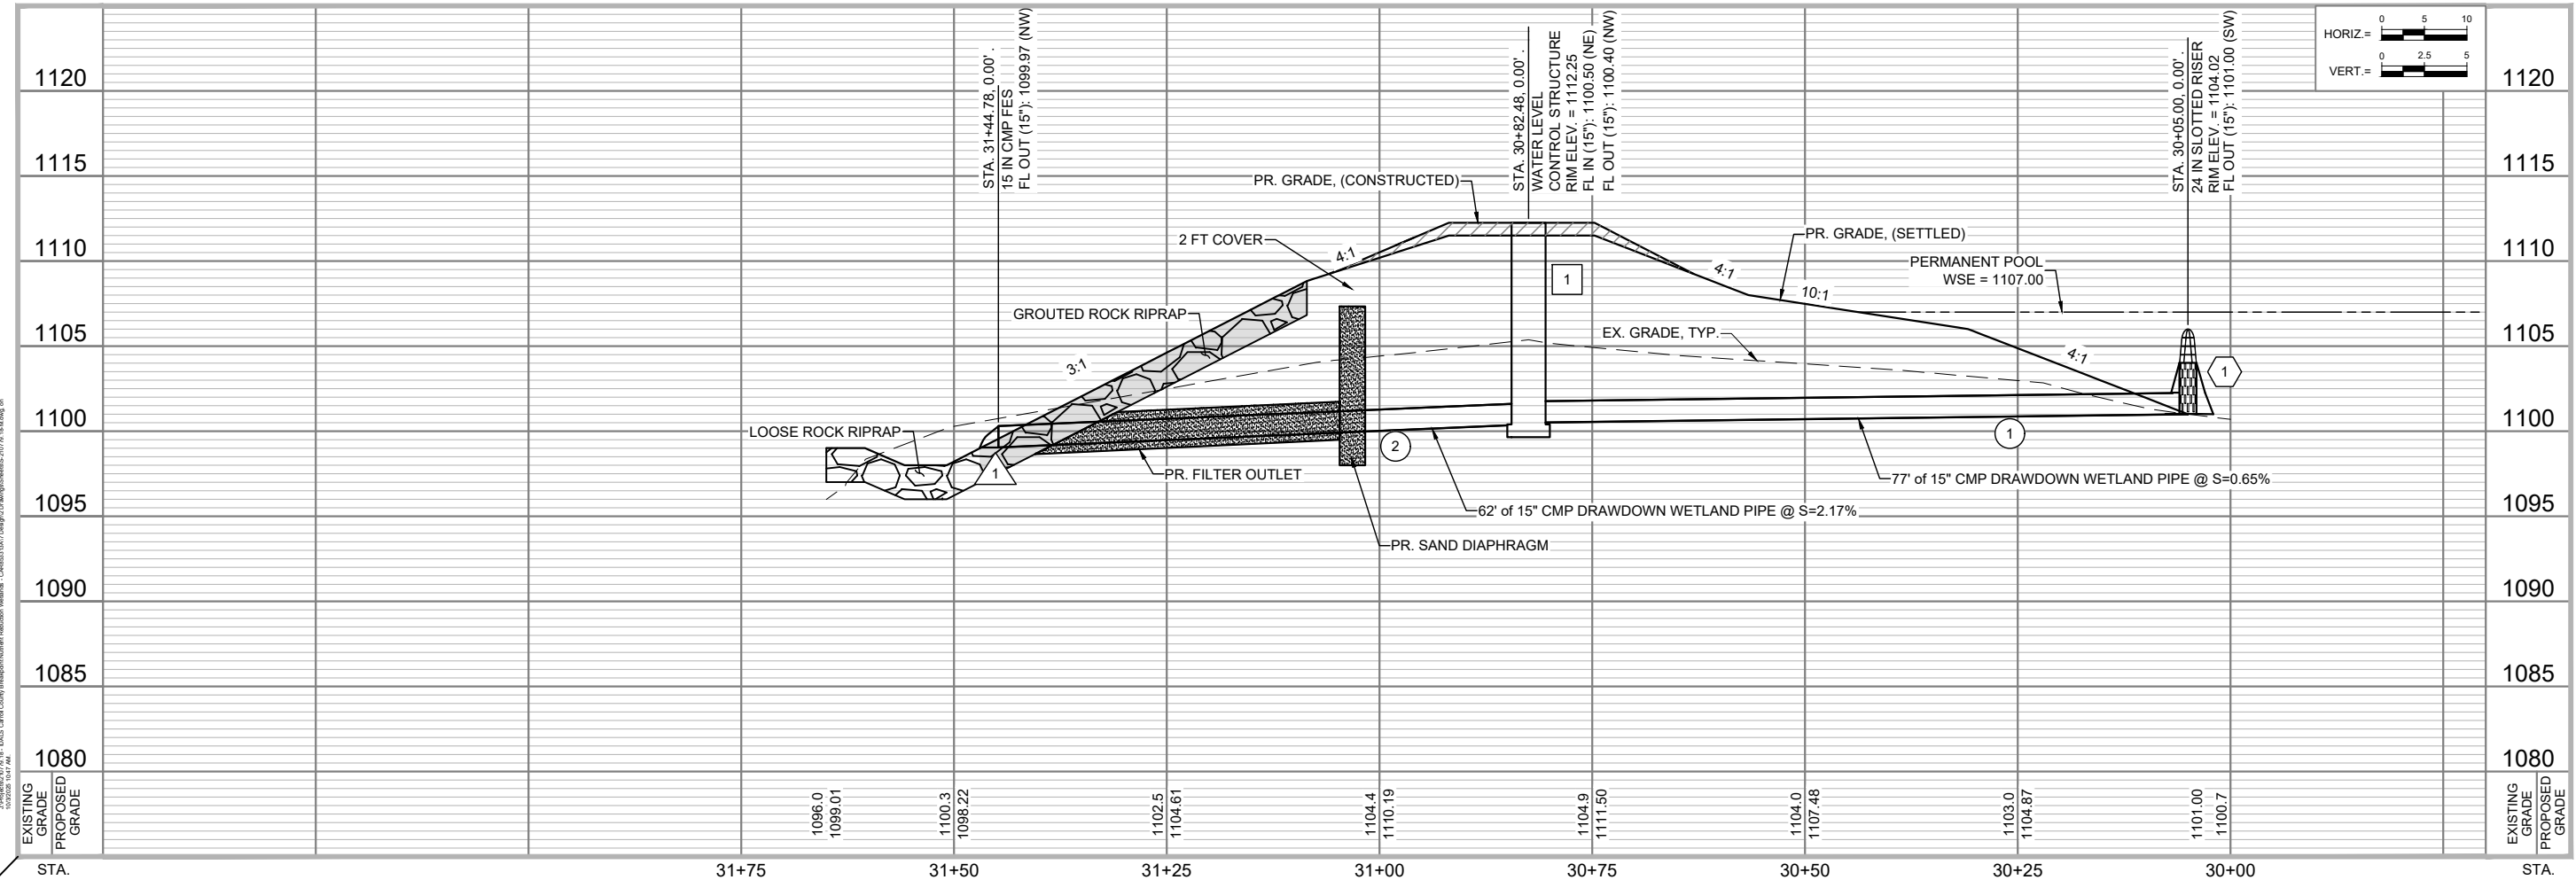 0 5 10
HORIZ.=
0 2.5 5
VERT.=
STA. 31+44.78, 0.00'.
15 IN CMP FES
FL OUT (15"): 1099.97 (NW)
STA. 30+82.48, 0.00'.
WATER LEVEL
CONTROL STRUCTURE
RIM ELEV. = 1112.25
FL IN (15"): 1100.50 (NE)
FL OUT (15"): 1100.40 (NW)
STA. 30+05.00, 0.00'.
24 IN SLOTTED RISER
RIM ELEV. = 1104.02
FL OUT (15"): 1101.00 (SW)
1120
1120
1115
1115
PR. GRADE, (CONSTRUCTED)
2 FT COVER
4:1
PR. GRADE, (SETTLED)
1110
1110
4:1
PERMANENT POOL
WSE = 1107.00
1
10:1
GROUTED ROCK RIPRAP
EX. GRADE, TYP.
1105
1105
4:1
3:1
1
1100
1100
LOOSE ROCK RIPRAP
1
2
1
PR. FILTER OUTLET
77' of 15" CMP DRAWDOWN WETLAND PIPE @ S=0.65%
62' of 15" CMP DRAWDOWN WETLAND PIPE @ S=2.17%
1095
1095
PR. SAND DIAPHRAGM
1090
1090
1085
1085
1080
1080
EXISTING
GRADE
PROPOSED
GRADE
1096.0
1099.01
1100.3
1098.22
1102.5
1104.61
1104.4
1110.19
1104.9
1111.50
1104.0
1107.48
1103.0
1104.87
1101.00
1100.7
EXISTING
GRADE
PROPOSED
GRADE
STA.
31+75
31+50
31+25
31+00
30+75
30+50
30+25
30+00
STA.